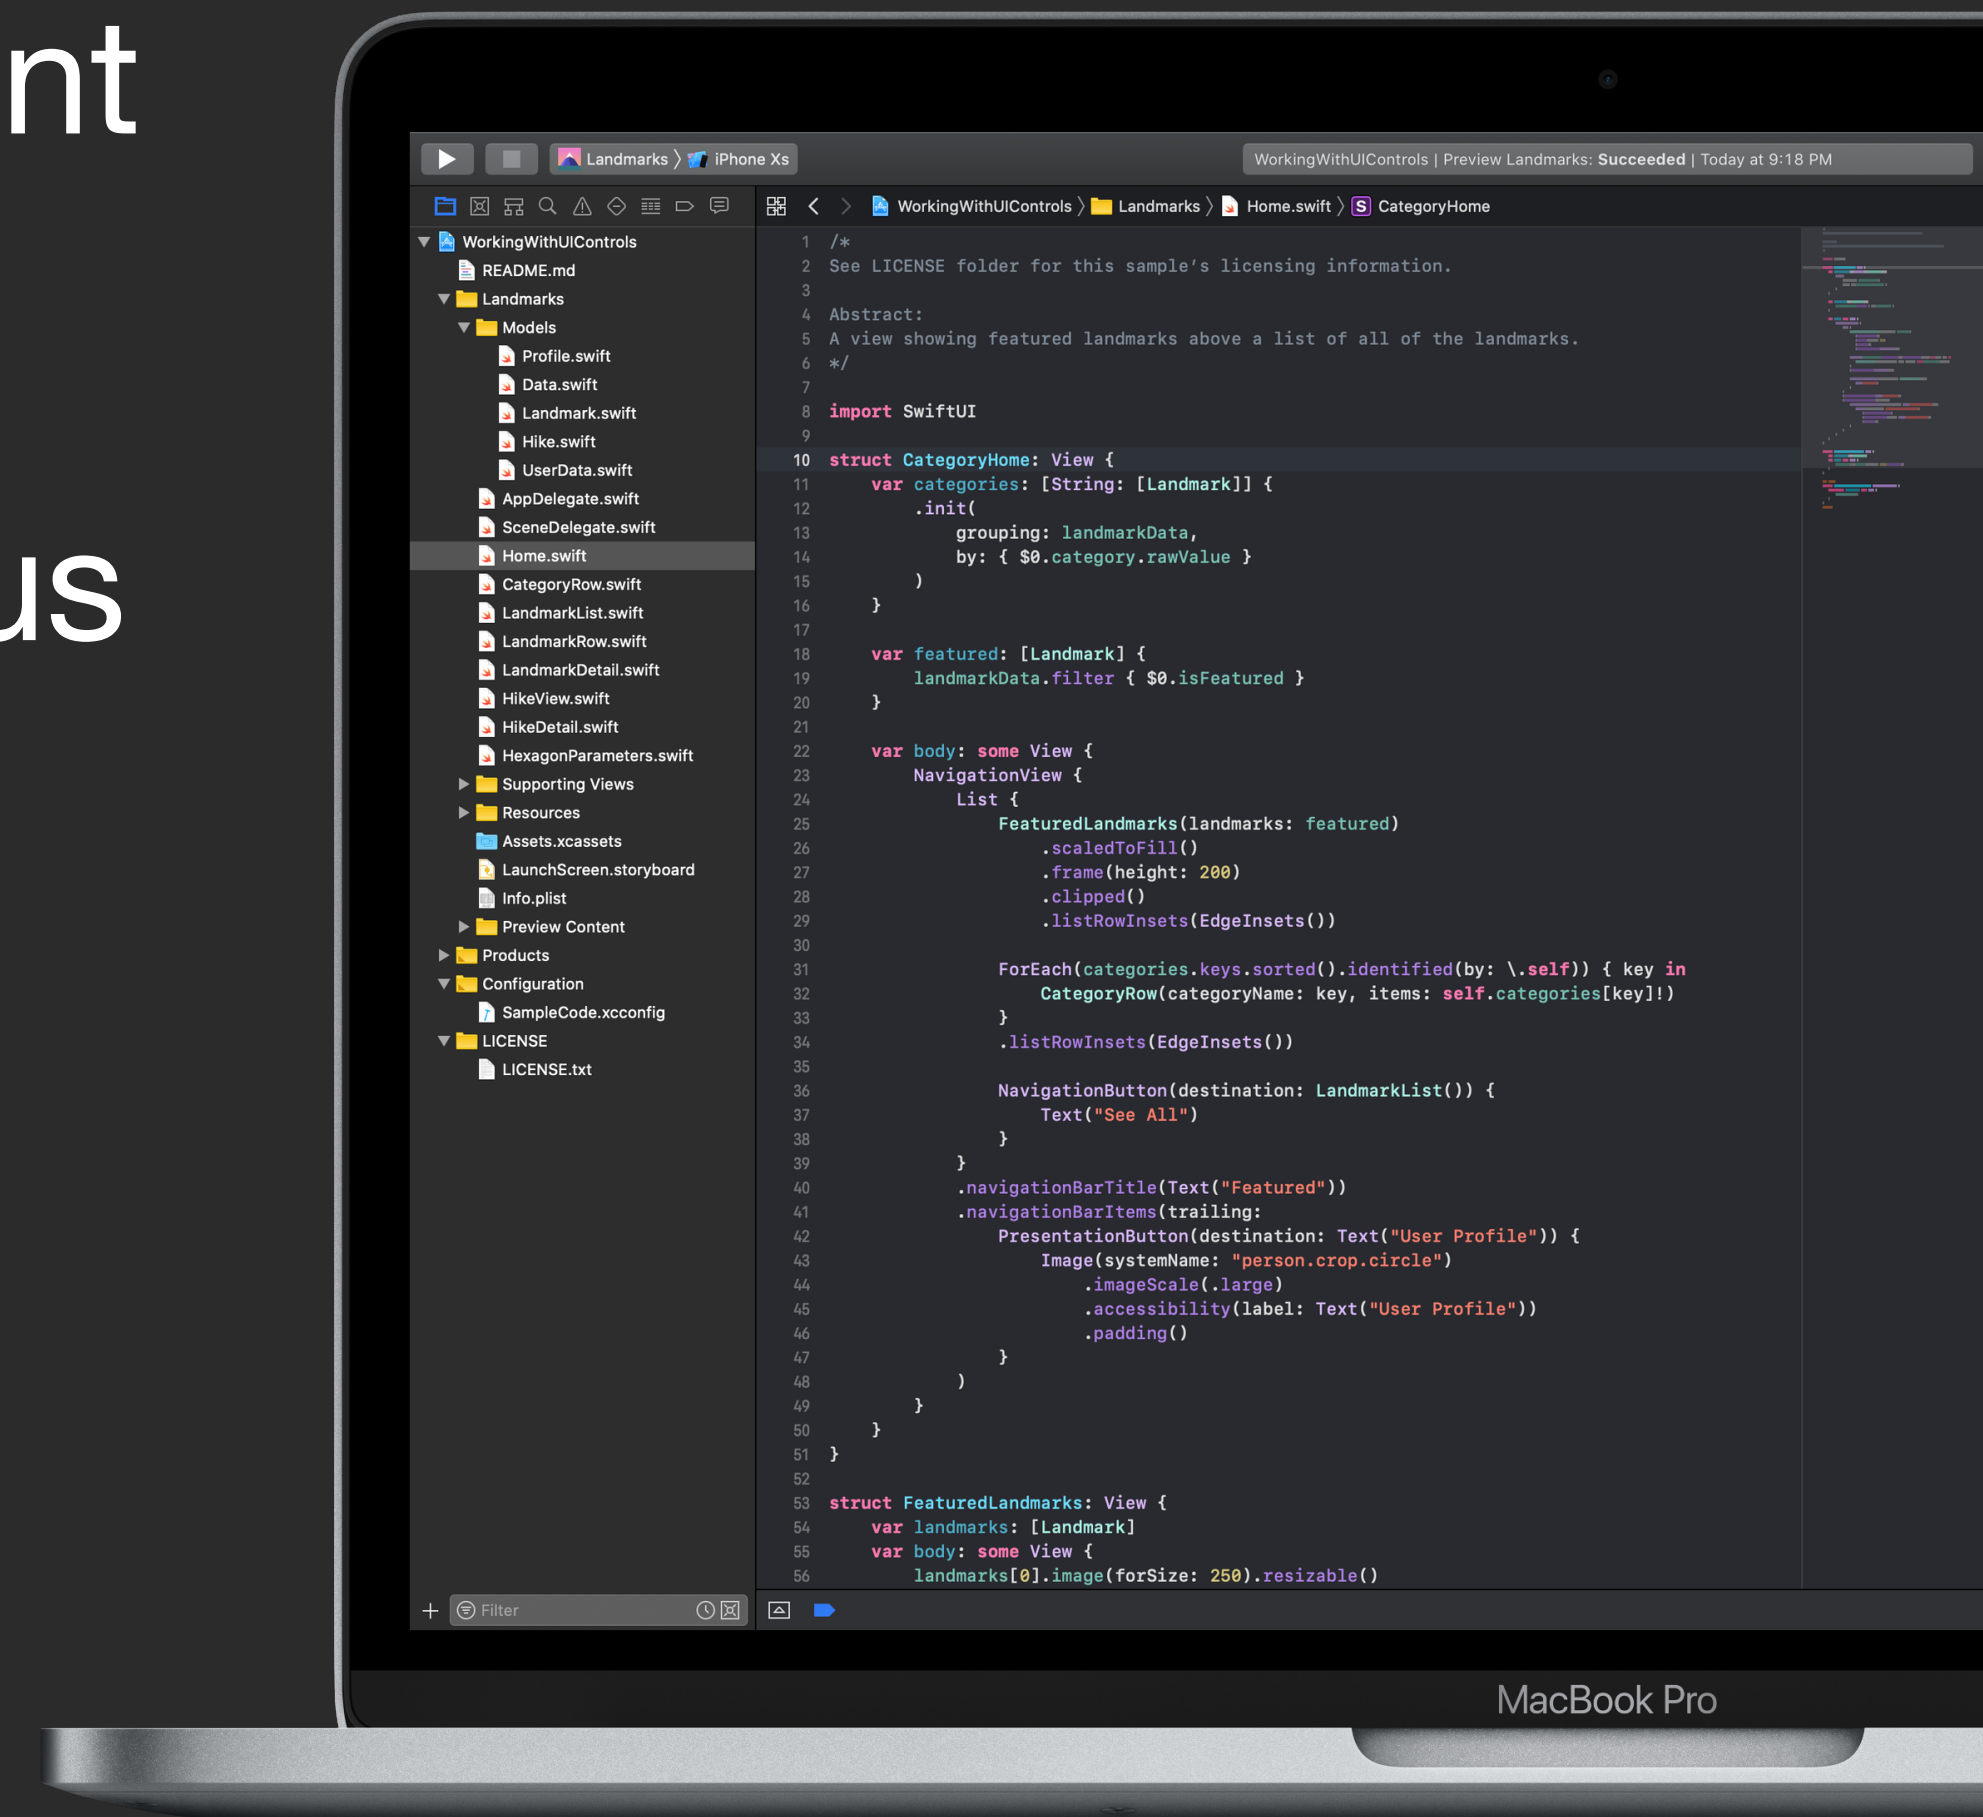 nt
us
Landmarks 〉 iPhone Xs
WorkingWithUIControls | Preview Landmarks: Succeeded | Today at 9:18 PM
WorkingWithUIControls 〉 Landmarks 〉 Home.swift 〉 S CategoryHome
WorkingWithUIControls
README.md
Landmarks
Models
Profile.swift
Data.swift
Landmark.swift
Hike.swift
UserData.swift
AppDelegate.swift
SceneDelegate.swift
Home.swift
CategoryRow.swift
LandmarkList.swift
LandmarkRow.swift
LandmarkDetail.swift
HikeView.swift
HikeDetail.swift
HexagonParameters.swift
Supporting Views
Resources
Assets.xcassets
LaunchScreen.storyboard
Info.plist
Preview Content
Products
Configuration
SampleCode.xcconfig
LICENSE
LICENSE.txt
Filter
1 /*
2 See LICENSE folder for this sample’s licensing information.
3
4 Abstract:
5 A view showing featured landmarks above a list of all of the landmarks.
6 */
7
8 import SwiftUI
9
10 struct CategoryHome: View {
11     var categories: [String: [Landmark]] {
12         .init(
13             grouping: landmarkData,
14             by: { $0.category.rawValue }
15         )
16     }
17
18     var featured: [Landmark] {
19         landmarkData.filter { $0.isFeatured }
20     }
21
22     var body: some View {
23         NavigationView {
24             List {
25                 FeaturedLandmarks(landmarks: featured)
26                     .scaledToFill()
27                     .frame(height: 200)
28                     .clipped()
29                     .listRowInsets(EdgeInsets())
30
31                 ForEach(categories.keys.sorted().identified(by: \.self)) { key in
32                     CategoryRow(categoryName: key, items: self.categories[key]!)
33                 }
34                 .listRowInsets(EdgeInsets())
35
36                 NavigationButton(destination: LandmarkList()) {
37                     Text("See All")
38                 }
39             }
40             .navigationBarTitle(Text("Featured"))
41             .navigationBarItems(trailing:
42                 PresentationButton(destination: Text("User Profile")) {
43                     Image(systemName: "person.crop.circle")
44                         .imageScale(.large)
45                         .accessibility(label: Text("User Profile"))
46                         .padding()
47                 }
48             )
49         }
50     }
51 }
52
53 struct FeaturedLandmarks: View {
54     var landmarks: [Landmark]
55     var body: some View {
56         landmarks[0].image(forSize: 250).resizable()
MacBook Pro